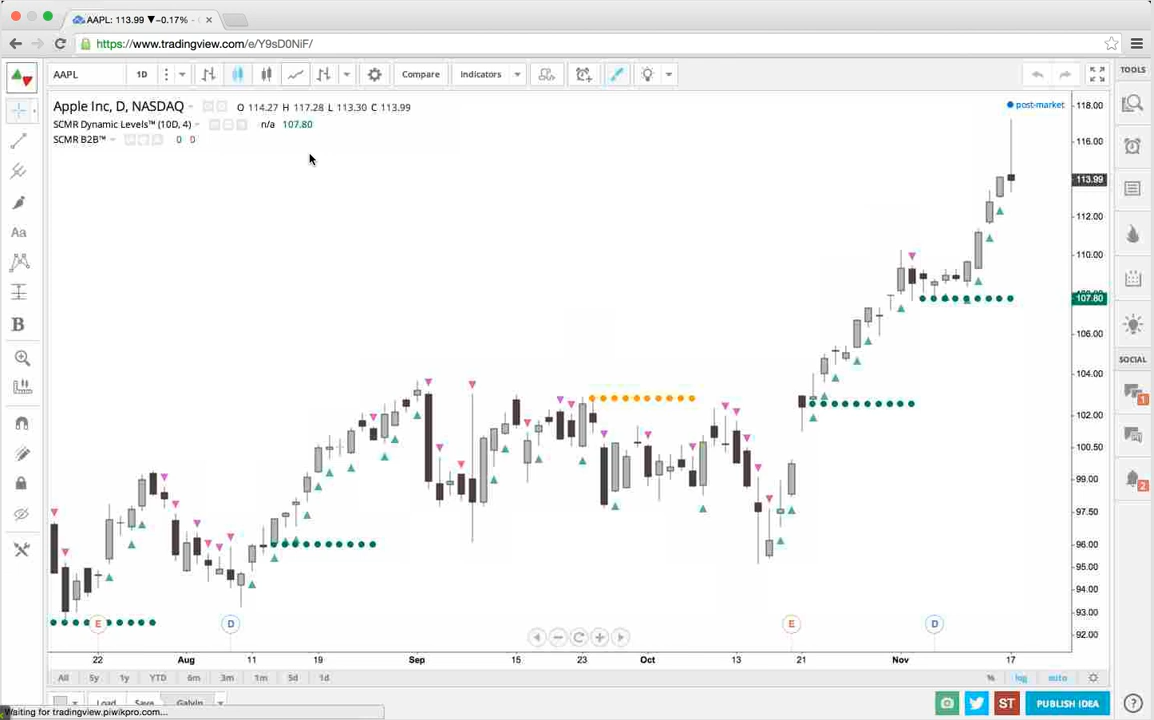 AAPL: 113.99 ▼−0.17% -
https://www.tradingview.com/e/Y9sD0NiF/
AAPL 1D Compare Indicators
TOOLS
Apple Inc, D, NASDAQ O 114.27 H 117.28 L 113.30 C 113.99
post-market
118.00
SCMR Dynamic Levels™ (10D, 4) n/a 107.80
SCMR B2B™ 0 0
116.00
113.99
112.00
110.00
107.80
106.00
104.00
102.00
100.50
99.00
97.50
96.00
95.00
94.00
93.00
92.00
Aa
B
SOCIAL
1
2
E D E D
22 Aug 11 19 Sep 15 23 Oct 13 21 Nov 17
All 5y 1y YTD 6m 3m 1m 5d 1d % log auto
Load Save Galvin
ST PUBLISH IDEA ?
Waiting for tradingview.piwikpro.com...